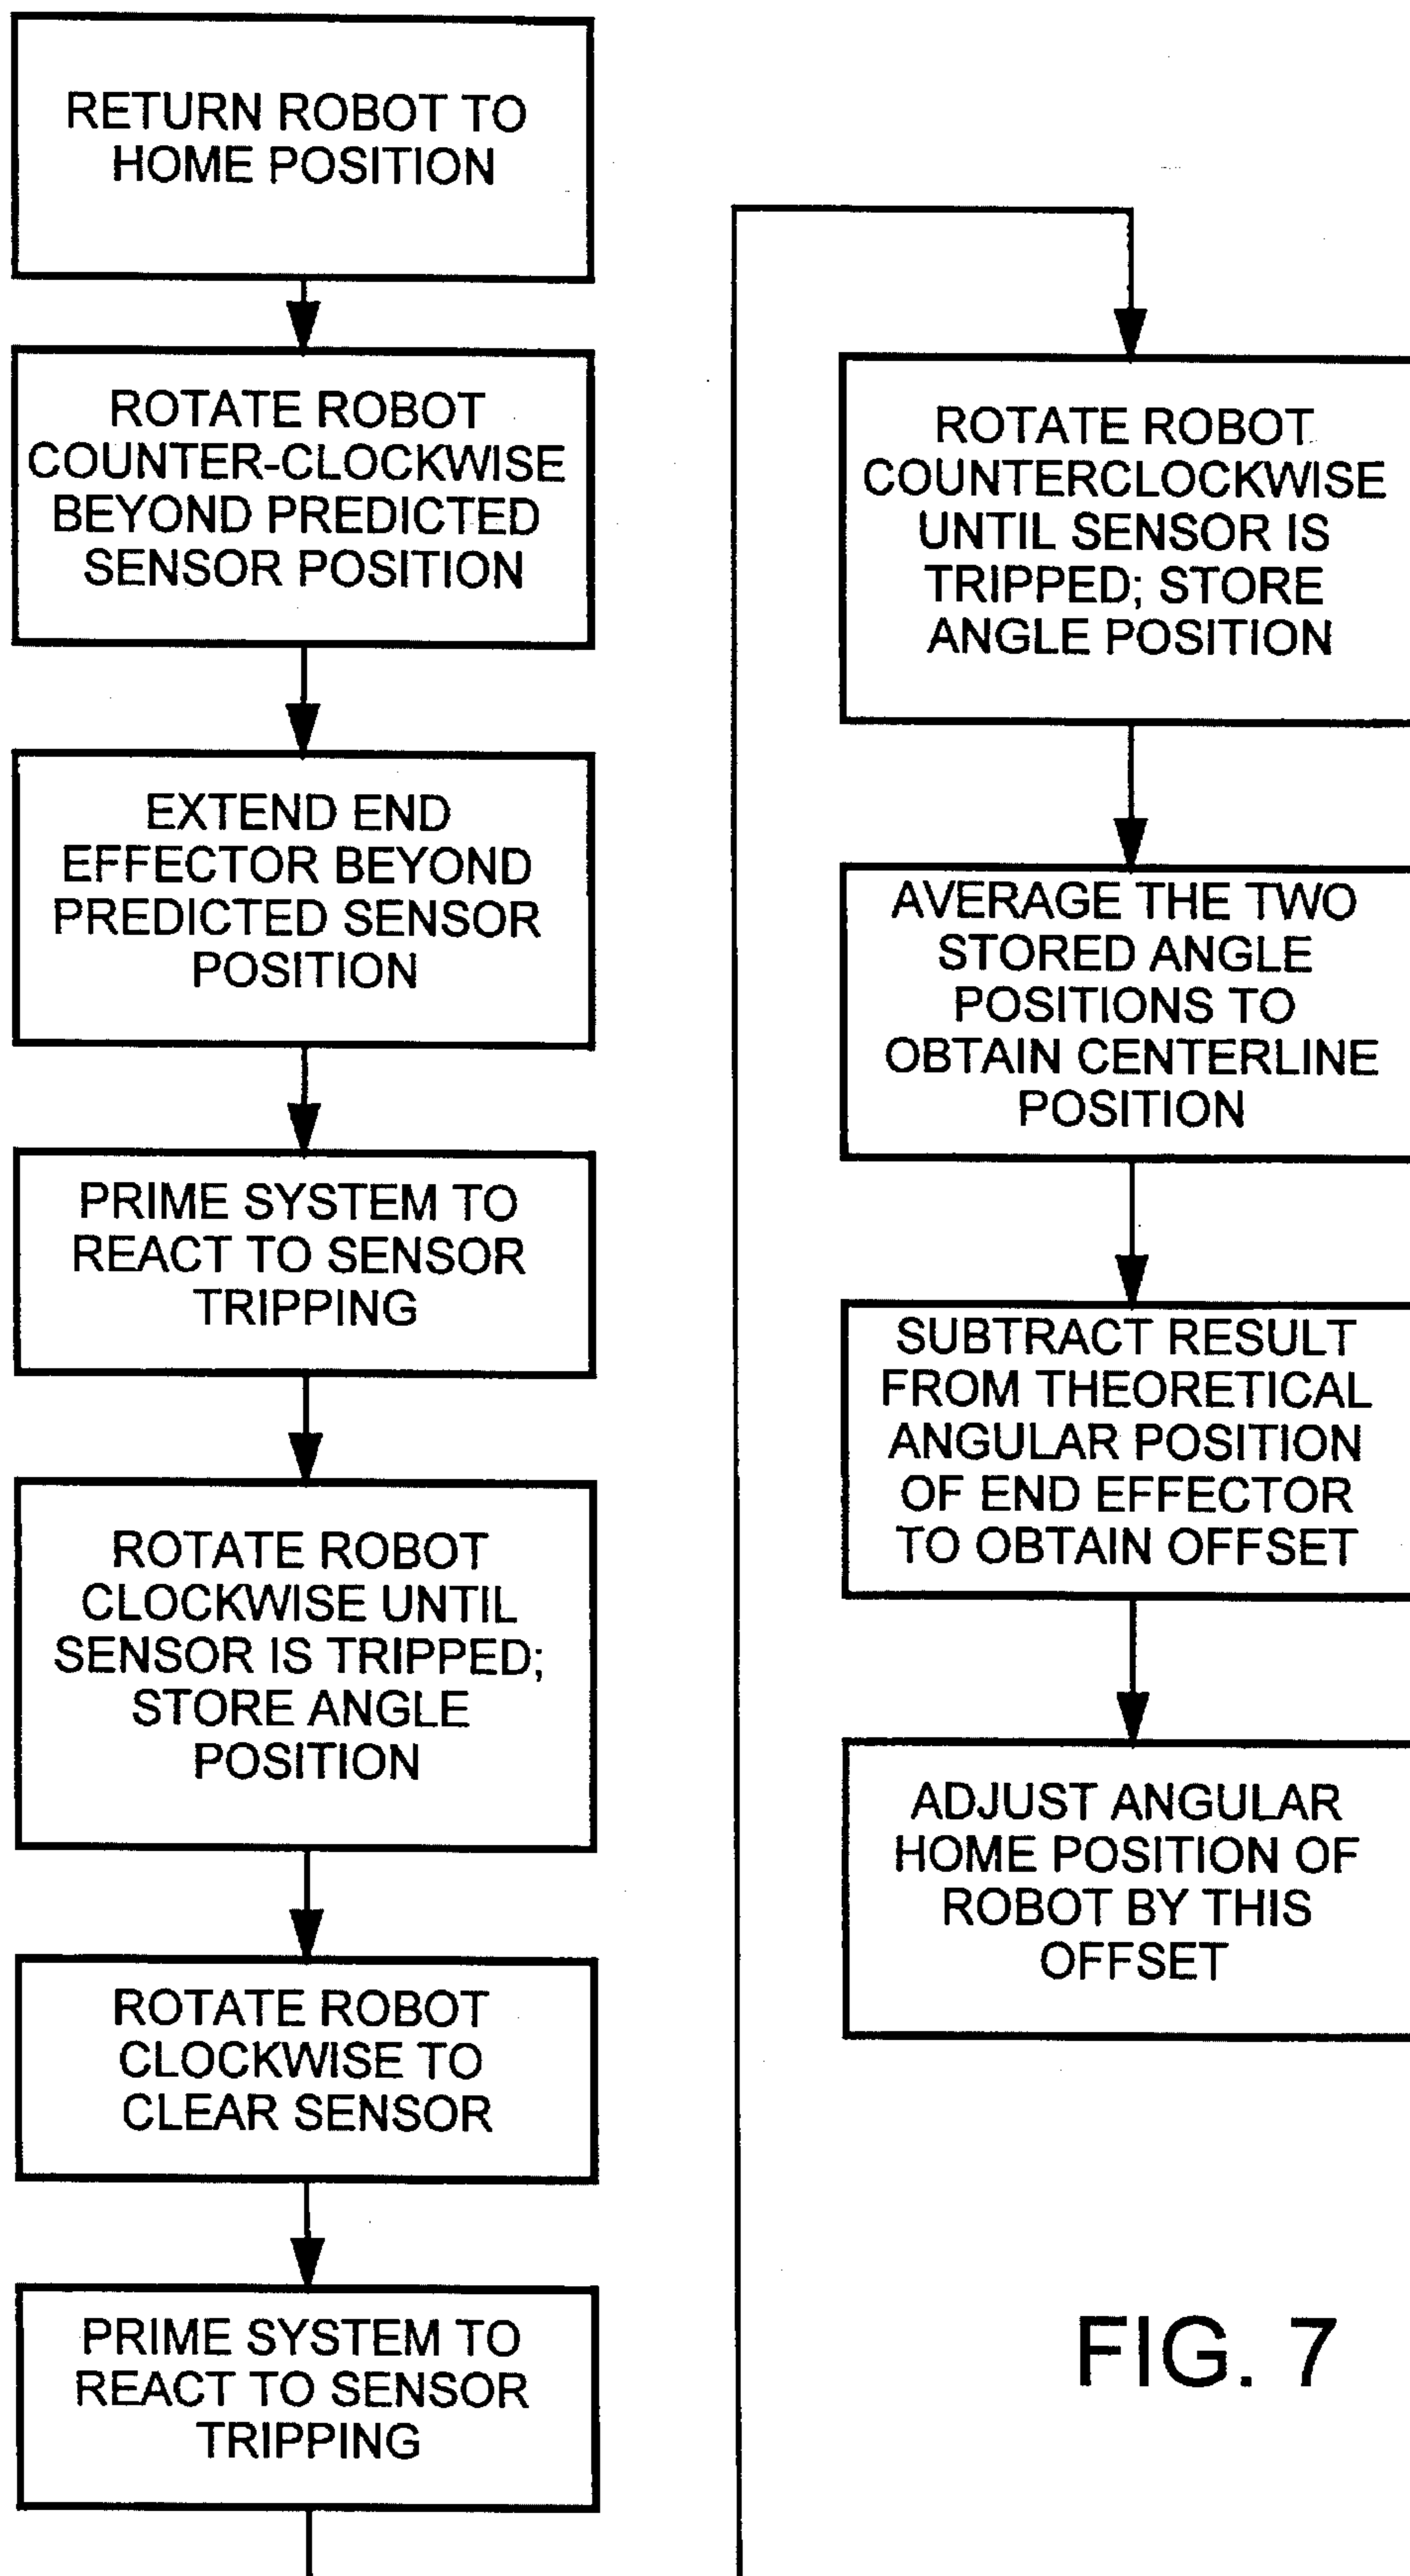 RETURN ROBOT TO
HOME POSITION
ROTATE ROBOT
COUNTER-CLOCKWISE
BEYOND PREDICTED
SENSOR POSITION
EXTEND END
EFFECTOR BEYOND
PREDICTED SENSOR
POSITION
PRIME SYSTEM TO
REACT TO SENSOR
TRIPPING
ROTATE ROBOT
CLOCKWISE UNTIL
SENSOR IS TRIPPED;
STORE ANGLE
POSITION
ROTATE ROBOT
CLOCKWISE TO
CLEAR SENSOR
PRIME SYSTEM TO
REACT TO SENSOR
TRIPPING
ROTATE ROBOT
COUNTERCLOCKWISE
UNTIL SENSOR IS
TRIPPED; STORE
ANGLE POSITION
AVERAGE THE TWO
STORED ANGLE
POSITIONS TO
OBTAIN CENTERLINE
POSITION
SUBTRACT RESULT
FROM THEORETICAL
ANGULAR POSITION
OF END EFFECTOR
TO OBTAIN OFFSET
ADJUST ANGULAR
HOME POSITION OF
ROBOT BY THIS
OFFSET
FIG. 7